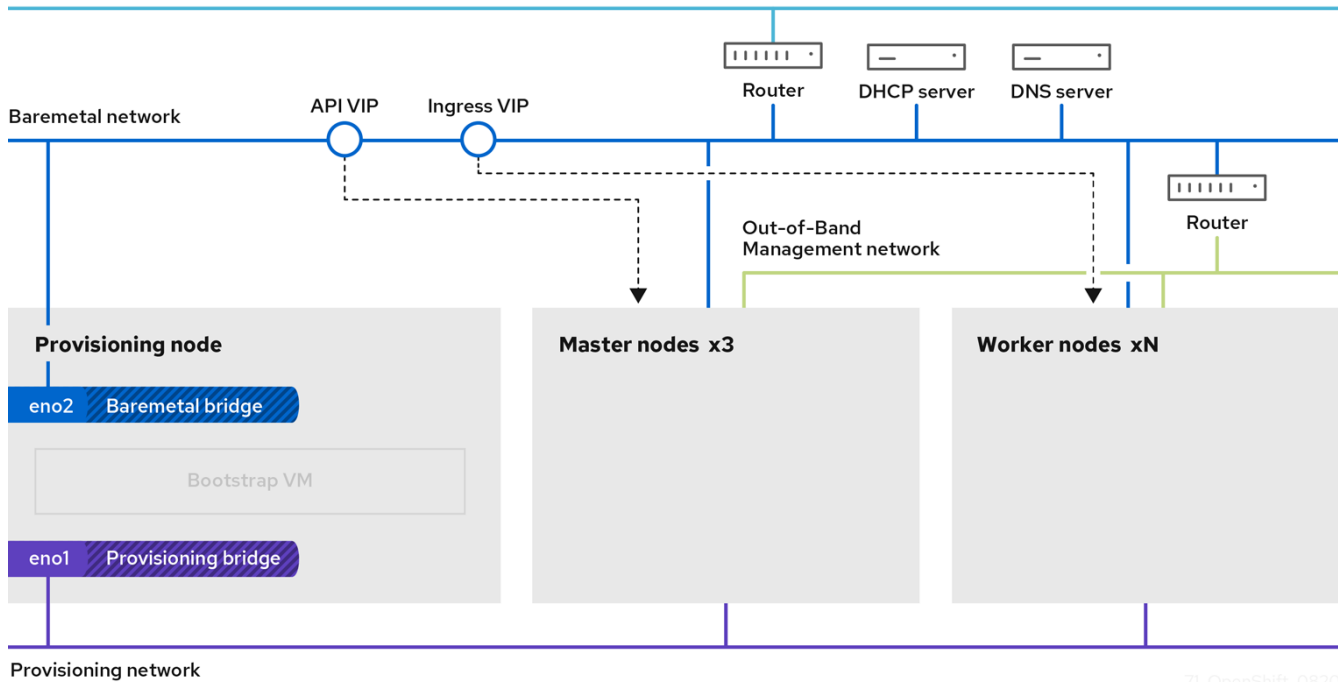 Router
DHCP server
DNS server
API VIP
Ingress VIP
Baremetal network
Router
Out-of-Band
Management network
Provisioning node
Master nodes x3
Worker nodes xN
eno2
Baremetal bridge
Bootstrap VM
eno1
Provisioning bridge
Provisioning network
71_OpenShift_0820